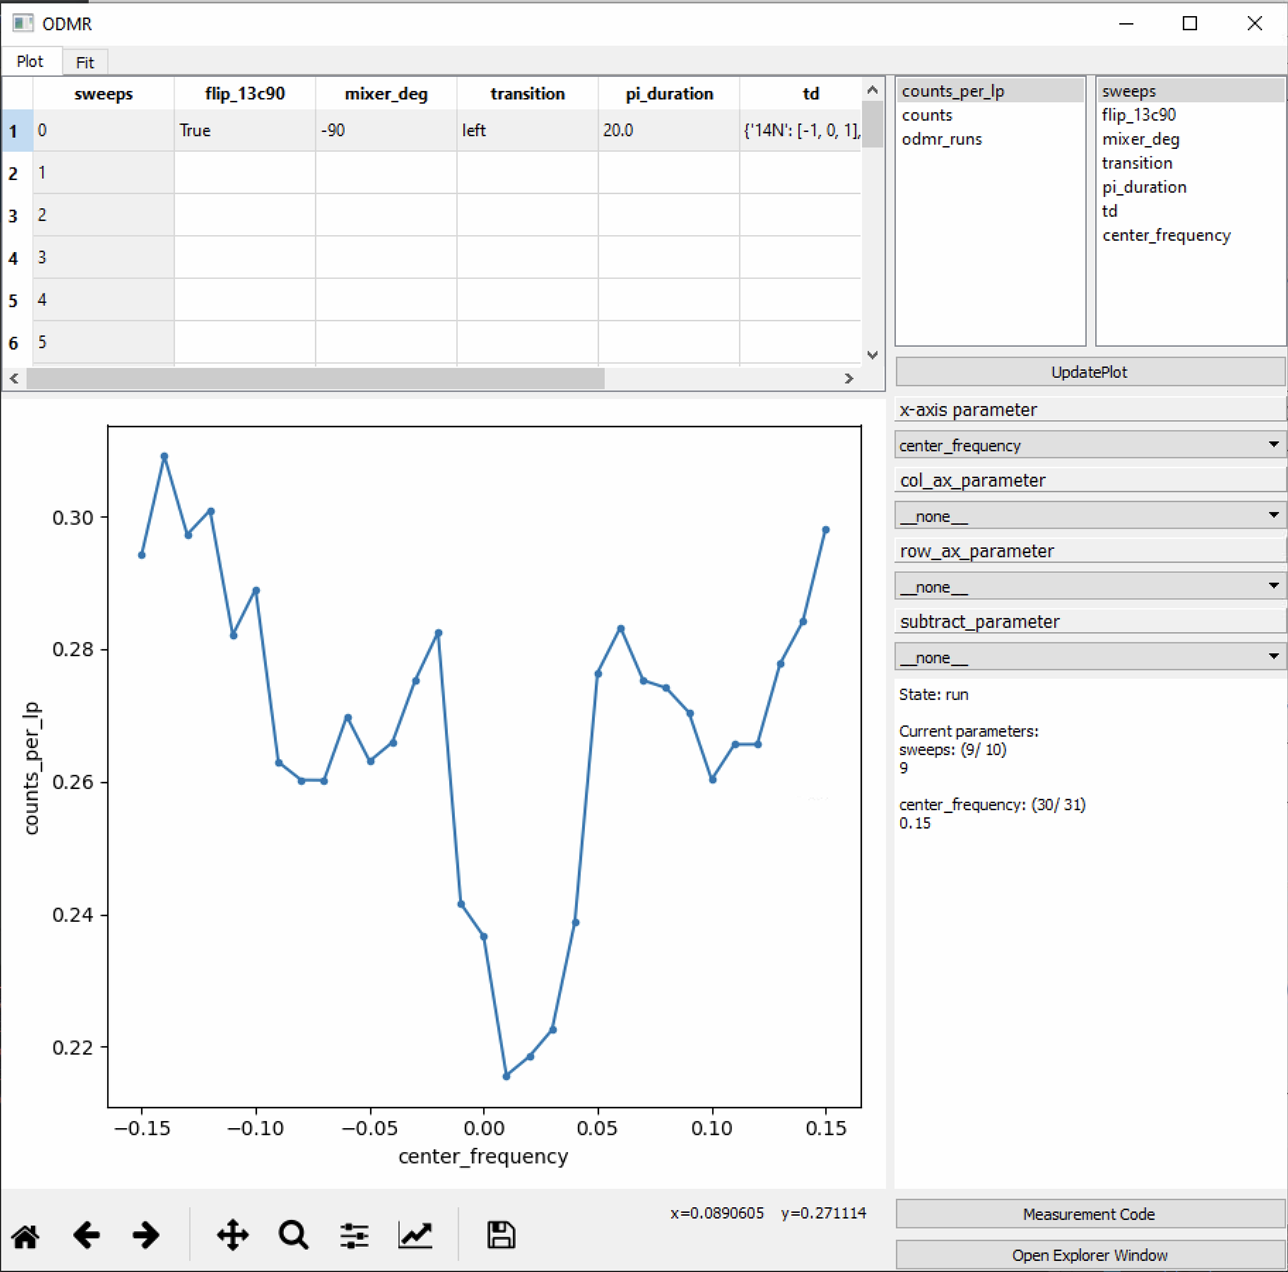 ODMR
Plot Fit
sweeps flip_13c90 mixer_deg transition pi_duration td
1 0 True -90 left 20.0 {'14N': [-1, 0, 1],
2 1
3 2
4 3
5 4
6 5
counts_per_lp
counts
odmr_runs
sweeps
flip_13c90
mixer_deg
transition
pi_duration
td
center_frequency
UpdatePlot
x-axis parameter
center_frequency
col_ax_parameter
__none__
row_ax_parameter
__none__
subtract_parameter
__none__
State: run
Current parameters:
sweeps: (9/ 10)
9
center_frequency: (30/ 31)
0.15
counts_per_lp
0.30
0.28
0.26
0.24
0.22
−0.15 −0.10 −0.05 0.00 0.05 0.10 0.15
center_frequency
x=0.0890605 y=0.271114
Measurement Code
Open Explorer Window